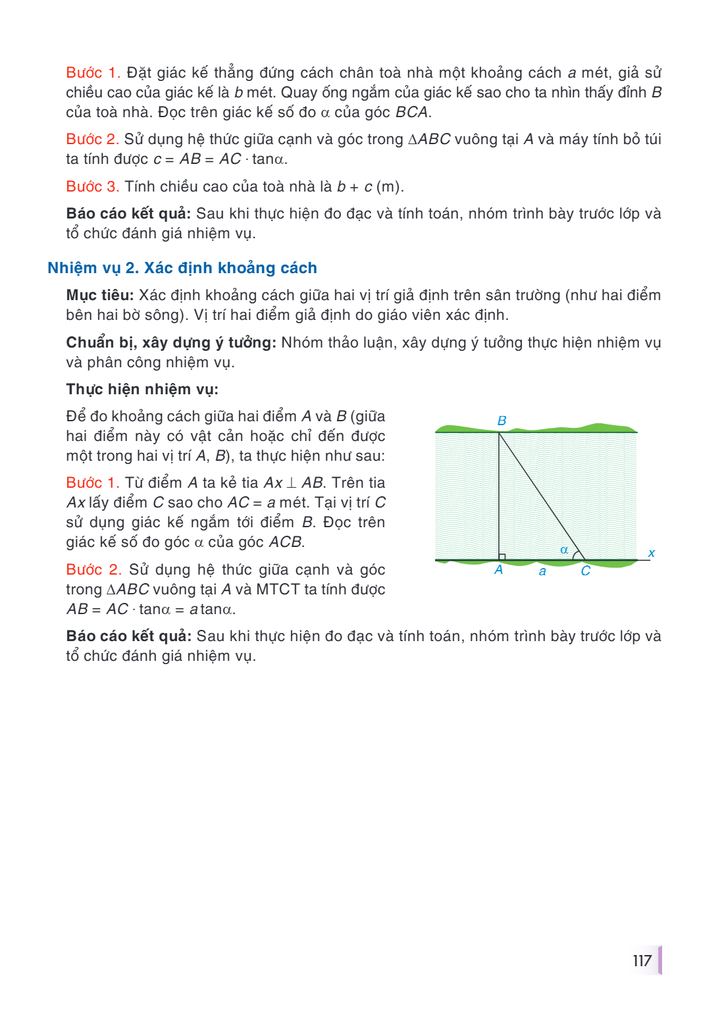 Bước 1. Đặt giác kế thẳng đứng cách chân toà nhà một khoảng cách a mét, giả sử
chiều cao của giác kế là b mét. Quay ống ngắm của giác kế sao cho ta nhìn thấy đỉnh B
của toà nhà. Đọc trên giác kế số đo α của góc BCA.
Bước 2. Sử dụng hệ thức giữa cạnh và góc trong ∆ABC vuông tại A và máy tính bỏ túi
ta tính được c = AB = AC · tanα.
Bước 3. Tính chiều cao của toà nhà là b + c (m).
Báo cáo kết quả: Sau khi thực hiện đo đạc và tính toán, nhóm trình bày trước lớp và
tổ chức đánh giá nhiệm vụ.
Nhiệm vụ 2. Xác định khoảng cách
Mục tiêu: Xác định khoảng cách giữa hai vị trí giả định trên sân trường (như hai điểm
bên hai bờ sông). Vị trí hai điểm giả định do giáo viên xác định.
Chuẩn bị, xây dựng ý tưởng: Nhóm thảo luận, xây dựng ý tưởng thực hiện nhiệm vụ
và phân công nhiệm vụ.
Thực hiện nhiệm vụ:
Để đo khoảng cách giữa hai điểm A và B (giữa
hai điểm này có vật cản hoặc chỉ đến được
một trong hai vị trí A, B), ta thực hiện như sau:
Bước 1. Từ điểm A ta kẻ tia Ax ⊥ AB. Trên tia
Ax lấy điểm C sao cho AC = a mét. Tại vị trí C
sử dụng giác kế ngắm tới điểm B. Đọc trên
giác kế số đo góc α của góc ACB.
Bước 2. Sử dụng hệ thức giữa cạnh và góc
trong ∆ABC vuông tại A và MTCT ta tính được
AB = AC · tanα = a tanα.
B
α
x
A a C
Báo cáo kết quả: Sau khi thực hiện đo đạc và tính toán, nhóm trình bày trước lớp và
tổ chức đánh giá nhiệm vụ.
117